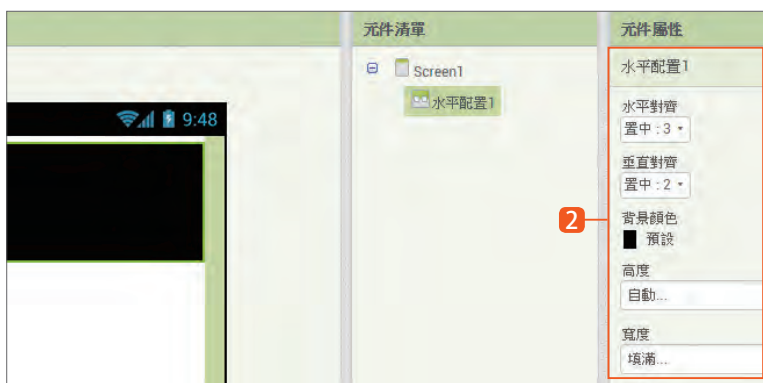 元件清單
元件屬性
Screen1
水平配置1
水平配置1
水平對齊
置中 : 3
垂直對齊
置中 : 2
背景顏色
預設
高度
自動...
寬度
填滿...
9:48
2